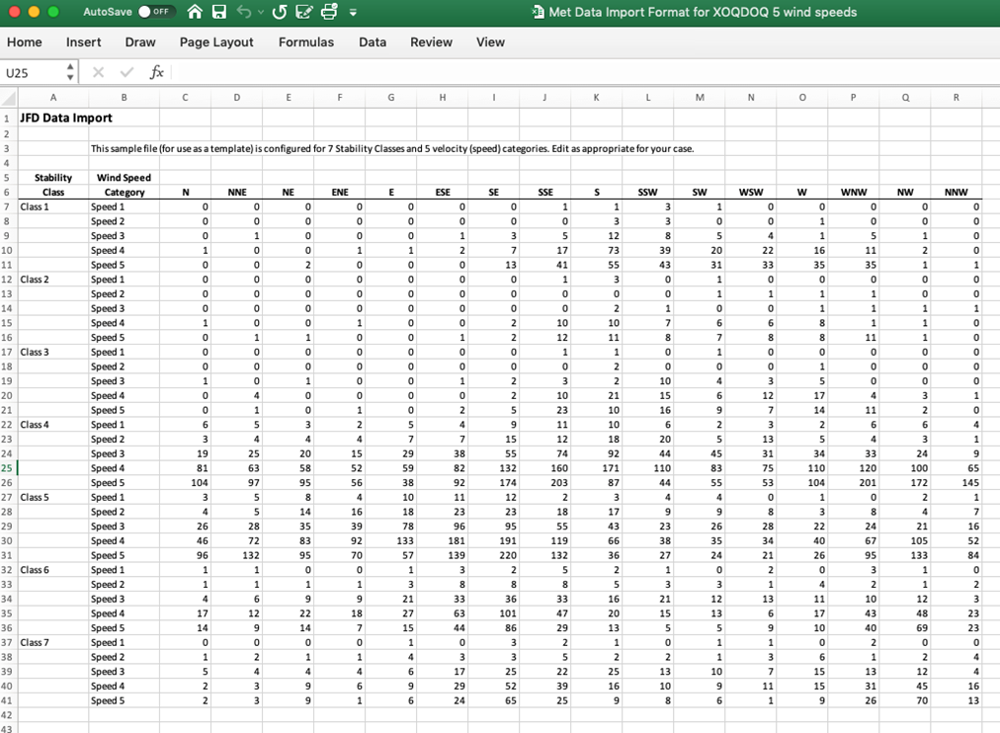 AutoSave OFF Met Data Import Format for XOQDOQ 5 wind speeds
Home Insert Draw Page Layout Formulas Data Review View
U25 fx
A B C D E F G H I J K L M N O P Q R
1 JFD Data Import
2
3 This sample file (for use as a template) is configured for 7 Stability Classes and 5 velocity (speed) categories. Edit as appropriate for your case.
4
5 Stability Wind Speed
6 Class Category N NNE NE ENE E ESE SE SSE S SSW SW WSW W WNW NW NNW
7 Class 1 Speed 1 0 0 0 0 0 0 0 1 1 3 1 0 0 0 0 0
8 Speed 2 0 0 0 0 0 0 0 0 3 3 0 0 1 0 0 0
9 Speed 3 0 1 0 0 0 1 3 5 12 8 5 4 1 5 1 0
10 Speed 4 1 0 0 1 1 2 7 17 73 39 20 22 16 11 2 0
11 Speed 5 0 0 2 0 0 0 13 41 55 43 31 33 35 35 1 1
12 Class 2 Speed 1 0 0 0 0 0 0 0 1 3 0 1 0 0 0 0 0
13 Speed 2 0 0 0 0 0 0 0 0 0 0 1 1 1 1 0 0
14 Speed 3 0 0 0 0 0 0 0 0 2 1 0 0 1 1 1 1
15 Speed 4 1 0 0 1 0 0 2 10 10 7 6 6 8 1 1 0
16 Speed 5 0 1 1 0 0 1 2 12 11 8 7 8 8 11 1 0
17 Class 3 Speed 1 0 0 0 0 0 0 0 1 1 0 1 0 0 0 0 0
18 Speed 2 0 0 0 0 0 0 0 0 2 0 0 0 1 0 0 0
19 Speed 3 1 0 1 0 0 1 2 3 2 10 4 3 5 0 0 0
20 Speed 4 0 4 0 0 0 0 2 10 21 15 6 12 17 4 3 1
21 Speed 5 0 1 0 1 0 2 5 23 10 16 9 7 14 11 2 0
22 Class 4 Speed 1 6 5 3 2 5 4 9 11 10 6 2 3 2 6 6 4
23 Speed 2 3 4 4 4 7 7 15 12 18 20 5 13 5 4 3 1
24 Speed 3 19 25 20 15 29 38 55 74 92 44 45 31 34 33 24 9
25 Speed 4 81 63 58 52 59 82 132 160 171 110 83 75 110 120 100 65
26 Speed 5 104 97 95 56 38 92 174 203 87 44 55 53 104 201 172 145
27 Class 5 Speed 1 3 5 8 4 10 11 12 2 3 4 4 0 1 0 2 1
28 Speed 2 4 5 14 16 18 23 23 18 17 9 9 8 3 8 4 7
29 Speed 3 26 28 35 39 78 96 95 55 43 23 26 28 22 24 21 16
30 Speed 4 46 72 83 92 133 181 191 119 66 38 35 34 40 67 105 52
31 Speed 5 96 132 95 70 57 139 220 132 36 27 24 21 26 95 133 84
32 Class 6 Speed 1 1 1 0 0 1 3 2 5 2 1 0 2 0 3 1 0
33 Speed 2 1 1 1 1 3 8 8 8 5 3 3 1 4 2 1 2
34 Speed 3 4 6 9 9 21 33 36 33 16 21 12 13 11 10 12 3
35 Speed 4 17 12 22 18 27 63 101 47 20 15 13 6 17 43 48 23
36 Speed 5 14 9 14 7 15 44 86 29 13 5 5 9 10 40 69 23
37 Class 7 Speed 1 0 0 0 0 1 0 3 2 1 0 1 1 0 2 0 0
38 Speed 2 1 2 1 1 4 3 3 5 2 2 1 3 6 1 2 4
39 Speed 3 5 4 4 4 6 17 25 22 25 13 10 7 15 13 12 4
40 Speed 4 2 3 9 6 9 29 52 39 16 10 9 11 15 31 45 16
41 Speed 5 2 3 9 1 6 24 65 25 9 8 6 1 9 26 70 13
42
43